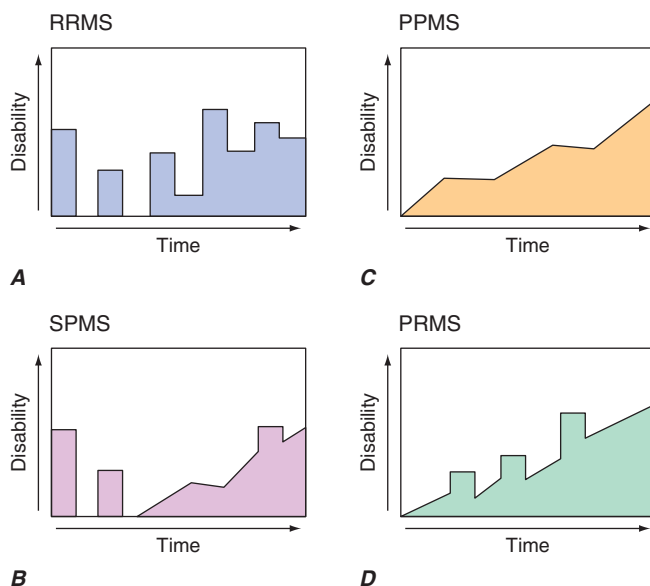 RRMS
Disability
Time
A
PPMS
Disability
Time
C
SPMS
Disability
Time
B
PRMS
Disability
Time
D